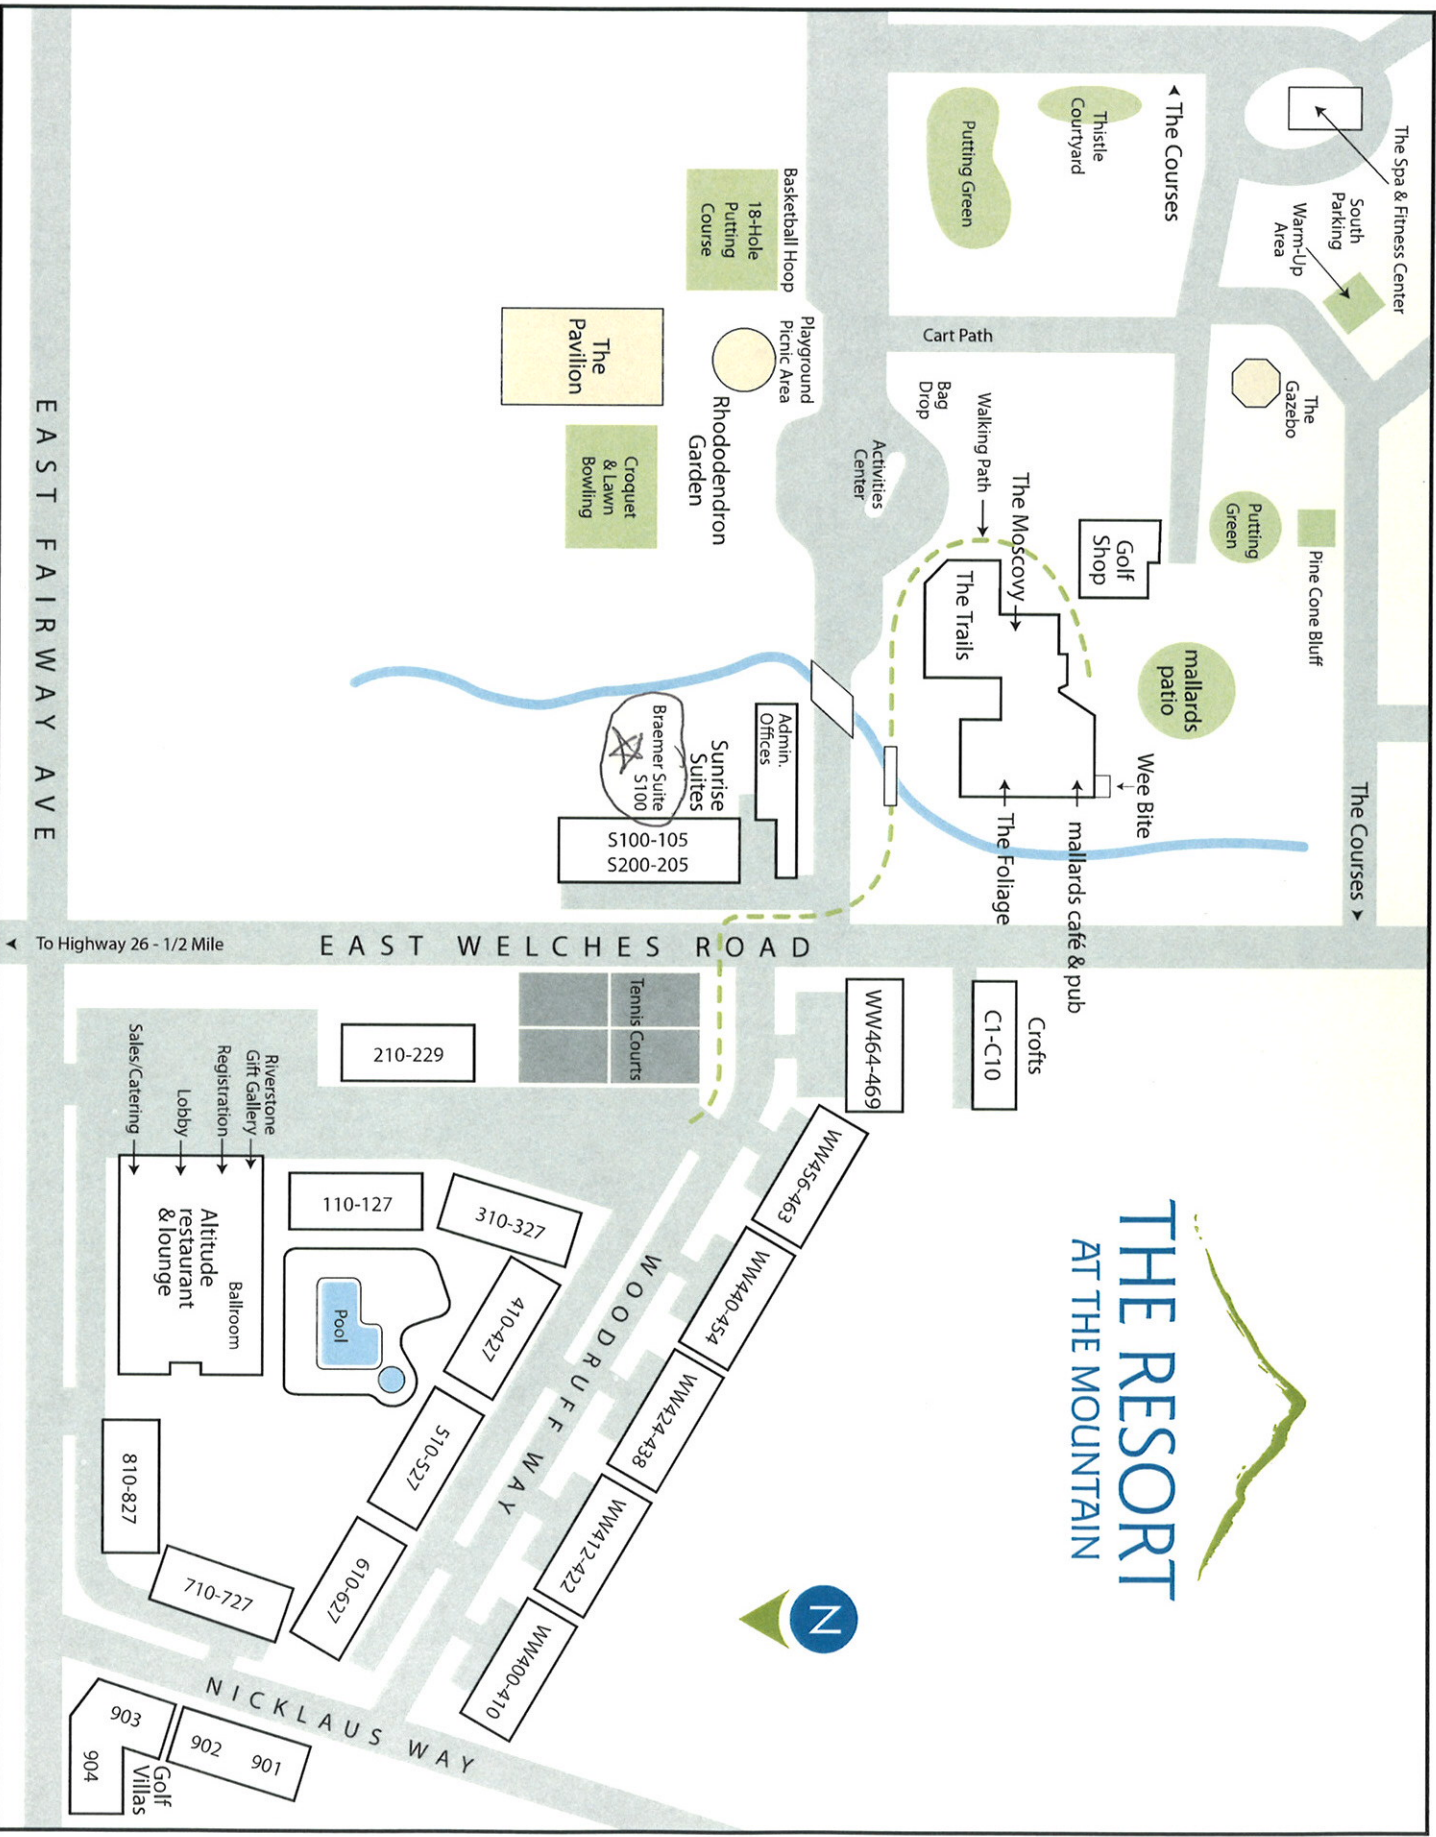 THE RESORT
AT THE MOUNTAIN
N
The Spa & Fitness Center
South
Parking
Warm-Up
Area
◄ The Courses
Thistle
Courtyard
Putting Green
Cart Path
The
Gazebo
Putting
Green
Pine Cone Bluff
The Courses ►
Golf
Shop
mallards
patio
Wee Bite
mallards café & pub
The Foliage
The Moscovy
The Trails
Walking Path
Bag
Drop
Activities
Center
Basketball Hoop
18-Hole
Putting
Course
Playground
Picnic Area
The
Pavilion
Rhododendron
Garden
Croquet
& Lawn
Bowling
Admin.
Offices
Sunrise
Suites
Braemer Suite
S100
S100-105
S200-205
EAST FAIRWAY AVE
EAST WELCHES ROAD
◄ To Highway 26 - 1/2 Mile
Crofts
C1-C10
WW464-469
WW456-463
WW440-454
WW424-438
WW412-422
WW400-410
Tennis Courts
210-229
WOODRUFF WAY
310-327
410-427
510-527
610-627
110-127
Pool
Riverstone
Gift Gallery
Registration
Lobby
Sales/Catering
Ballroom
Altitude
restaurant
& lounge
810-827
710-727
NICKLAUS WAY
901
902
903
904
Golf
Villas